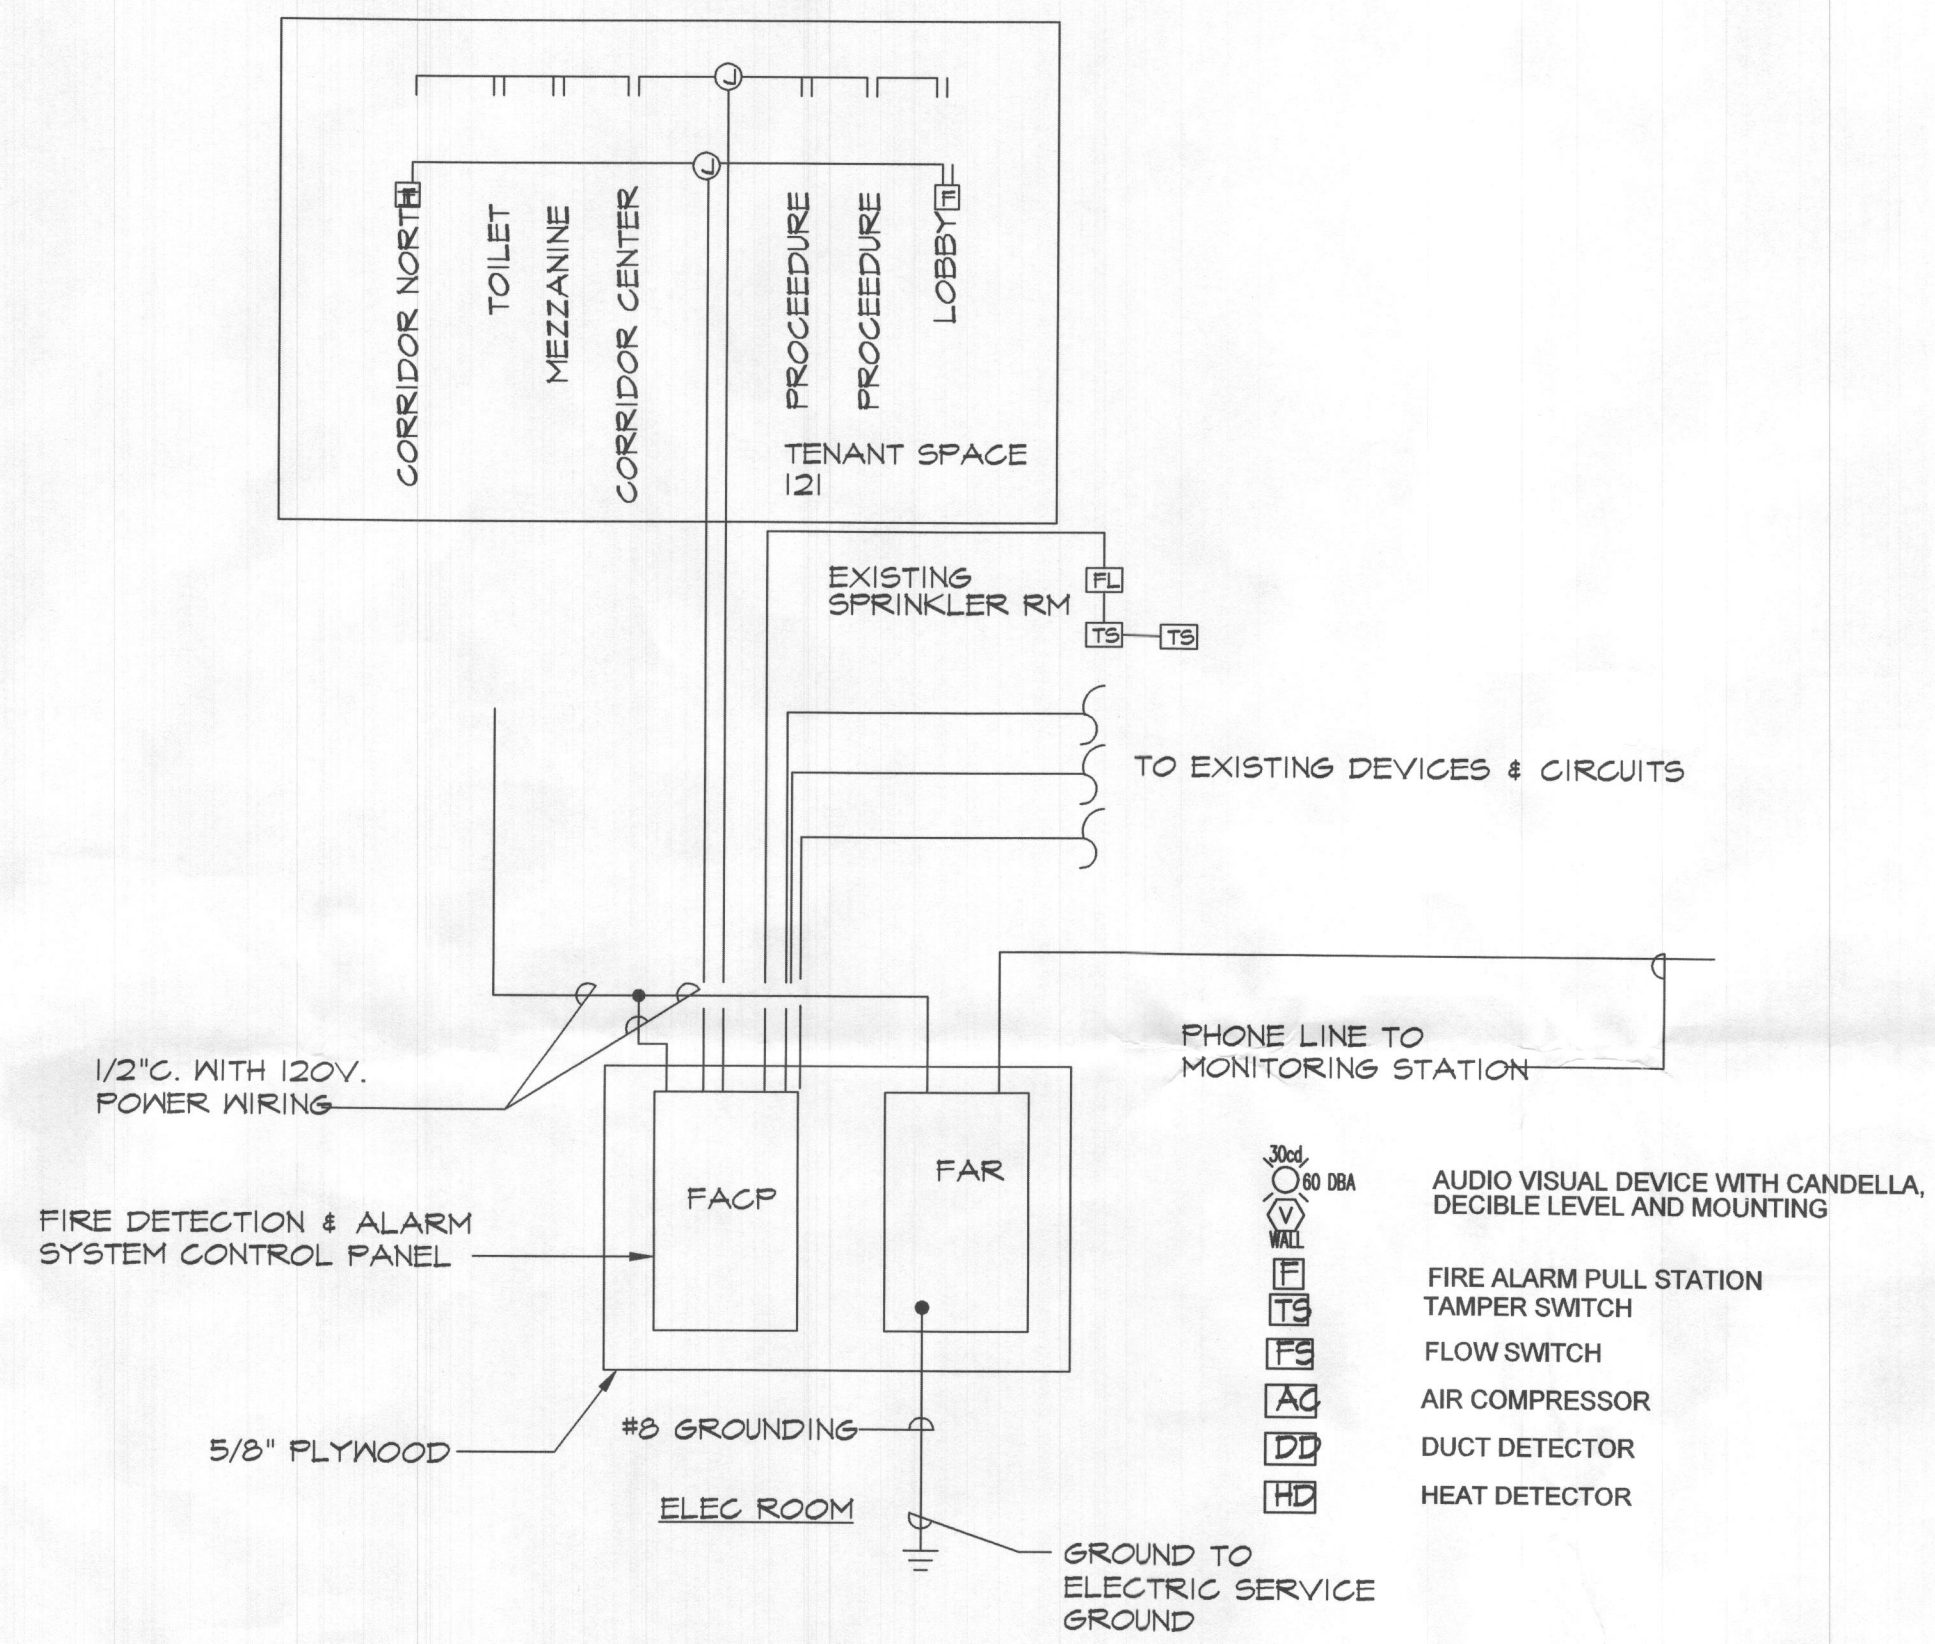 J
J
F
F
CORRIDOR NORTH
TOILET
MEZZANINE
CORRIDOR CENTER
PROCEEDURE
PROCEEDURE
LOBBY
TENANT SPACE
121
EXISTING
SPRINKLER RM
FL
TS
TS
TO EXISTING DEVICES & CIRCUITS
PHONE LINE TO
MONITORING STATION
1/2"C. WITH 120V.
POWER WIRING
FACP
FAR
FIRE DETECTION & ALARM
SYSTEM CONTROL PANEL
5/8" PLYWOOD
#8 GROUNDING
ELEC ROOM
GROUND TO
ELECTRIC SERVICE
GROUND
30cd
60 DBA
V
WALL
AUDIO VISUAL DEVICE WITH CANDELLA,
DECIBLE LEVEL AND MOUNTING
F FIRE ALARM PULL STATION
TS TAMPER SWITCH
FS FLOW SWITCH
AC AIR COMPRESSOR
DD DUCT DETECTOR
HD HEAT DETECTOR